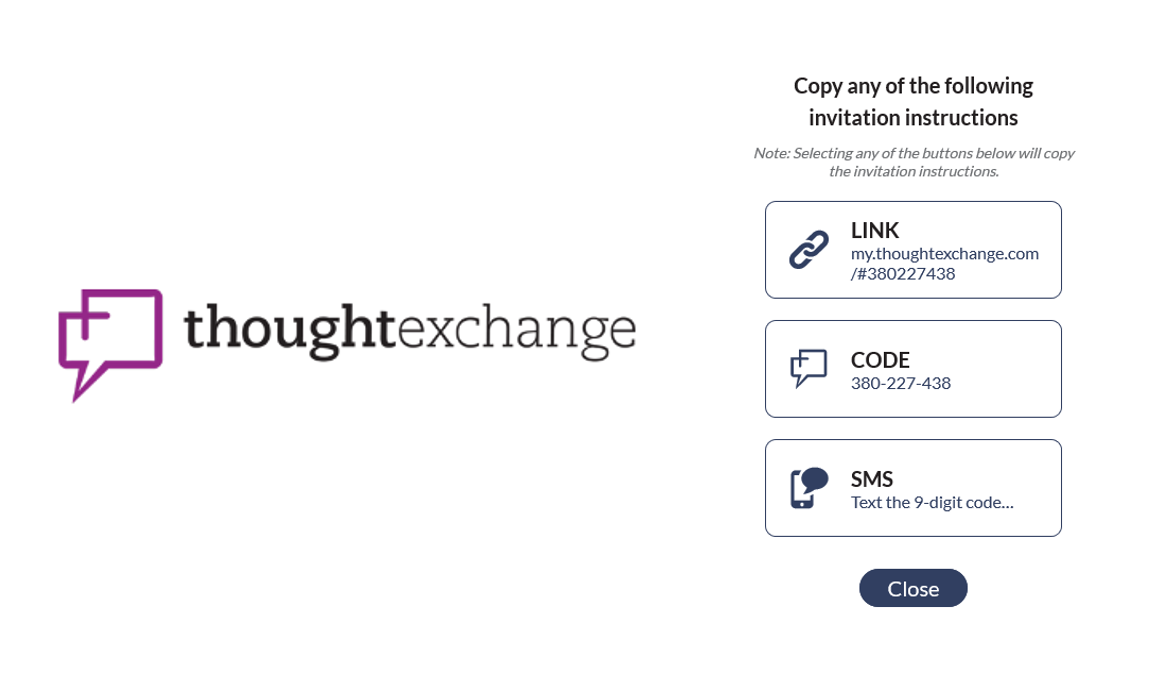 thoughtexchange
Copy any of the following
invitation instructions
Note: Selecting any of the buttons below will copy
the invitation instructions.
LINK
my.thoughtexchange.com
/#380227438
CODE
380-227-438
SMS
Text the 9-digit code...
Close